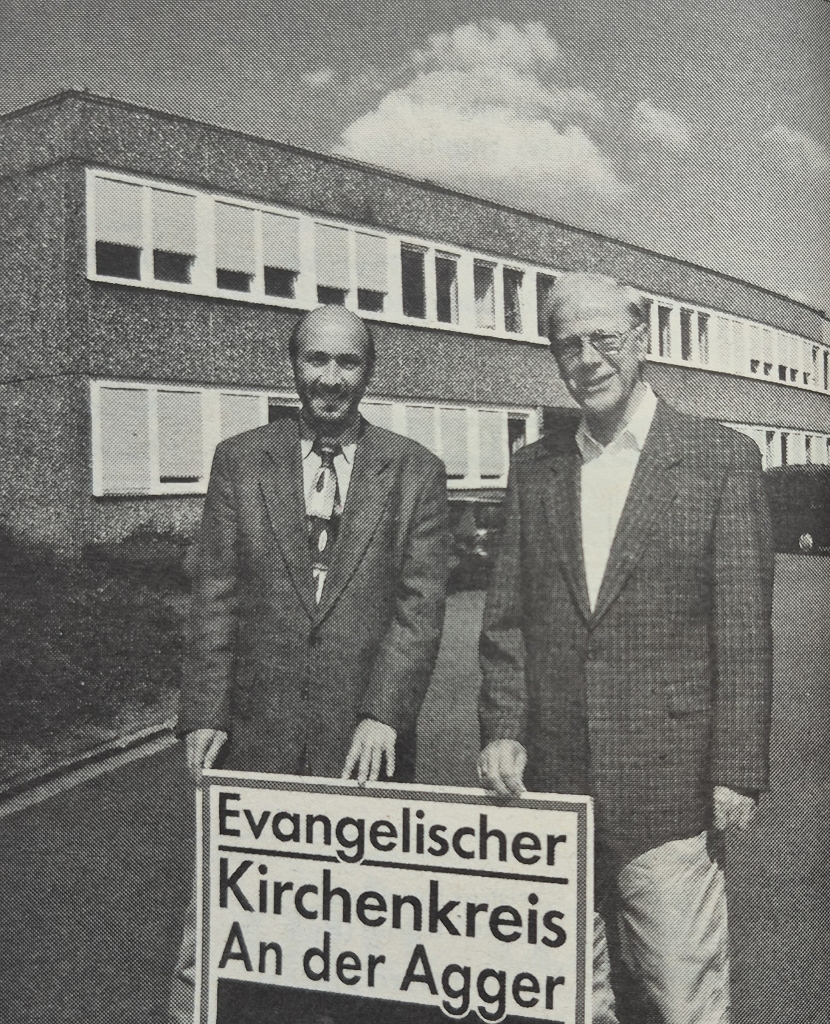 Evangelischer
Kirchenkreis
An der Agger